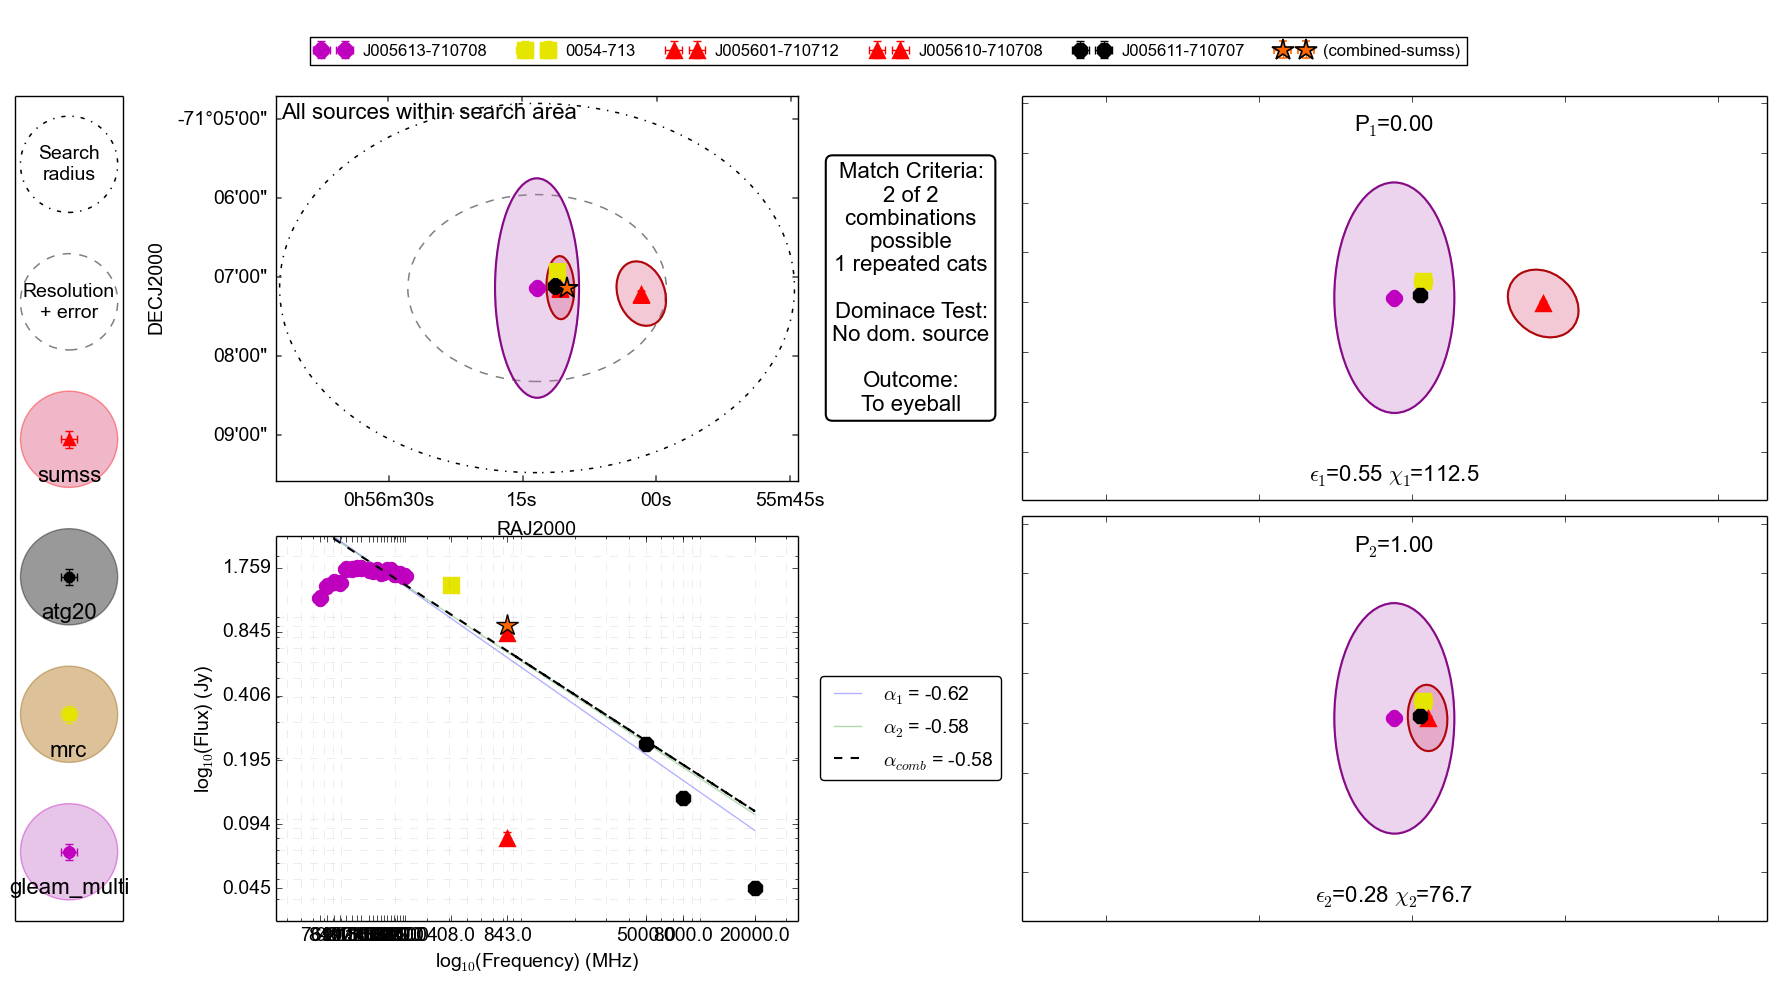 J005613-710708 0054-713 J005601-710712 J005610-710708 J005611-710707 (combined-sumss)
Search
radius
Resolution
+ error
sumss
atg20
mrc
gleam_multi
All sources within search area
-71°05'00"
06'00"
07'00"
08'00"
09'00"
DECJ2000
0h56m30s 15s 00s 55m45s
RAJ2000
Match Criteria:
2 of 2
combinations
possible
1 repeated cats
Dominace Test:
No dom. source
Outcome:
To eyeball
P1=0.00
ϵ1=0.55 χ1=112.5
P2=1.00
ϵ2=0.28 χ2=76.7
1.759
0.845
0.406
0.195
0.094
0.045
log10(Flux) (Jy)
408.0 843.0 5000.0 8000.0 20000.0
log10(Frequency) (MHz)
α1 = -0.62
α2 = -0.58
αcomb = -0.58